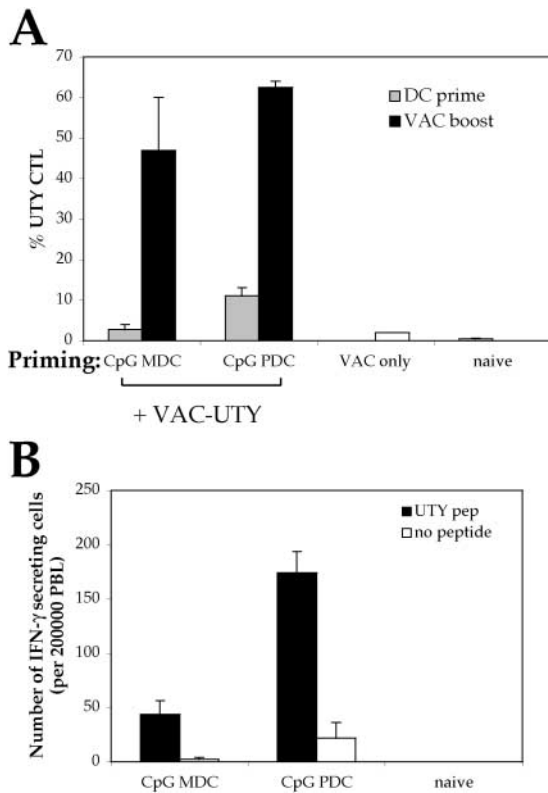 A
70
60
50
40
30
20
10
0
% UTY CTL
DC prime
VAC boost
Priming: CpG MDC CpG PDC VAC only naive
+ VAC-UTY
B
250
200
150
100
50
0
Number of IFN-γ secreting cells
(per 200000 PBL)
UTY pep
no peptide
CpG MDC CpG PDC naive